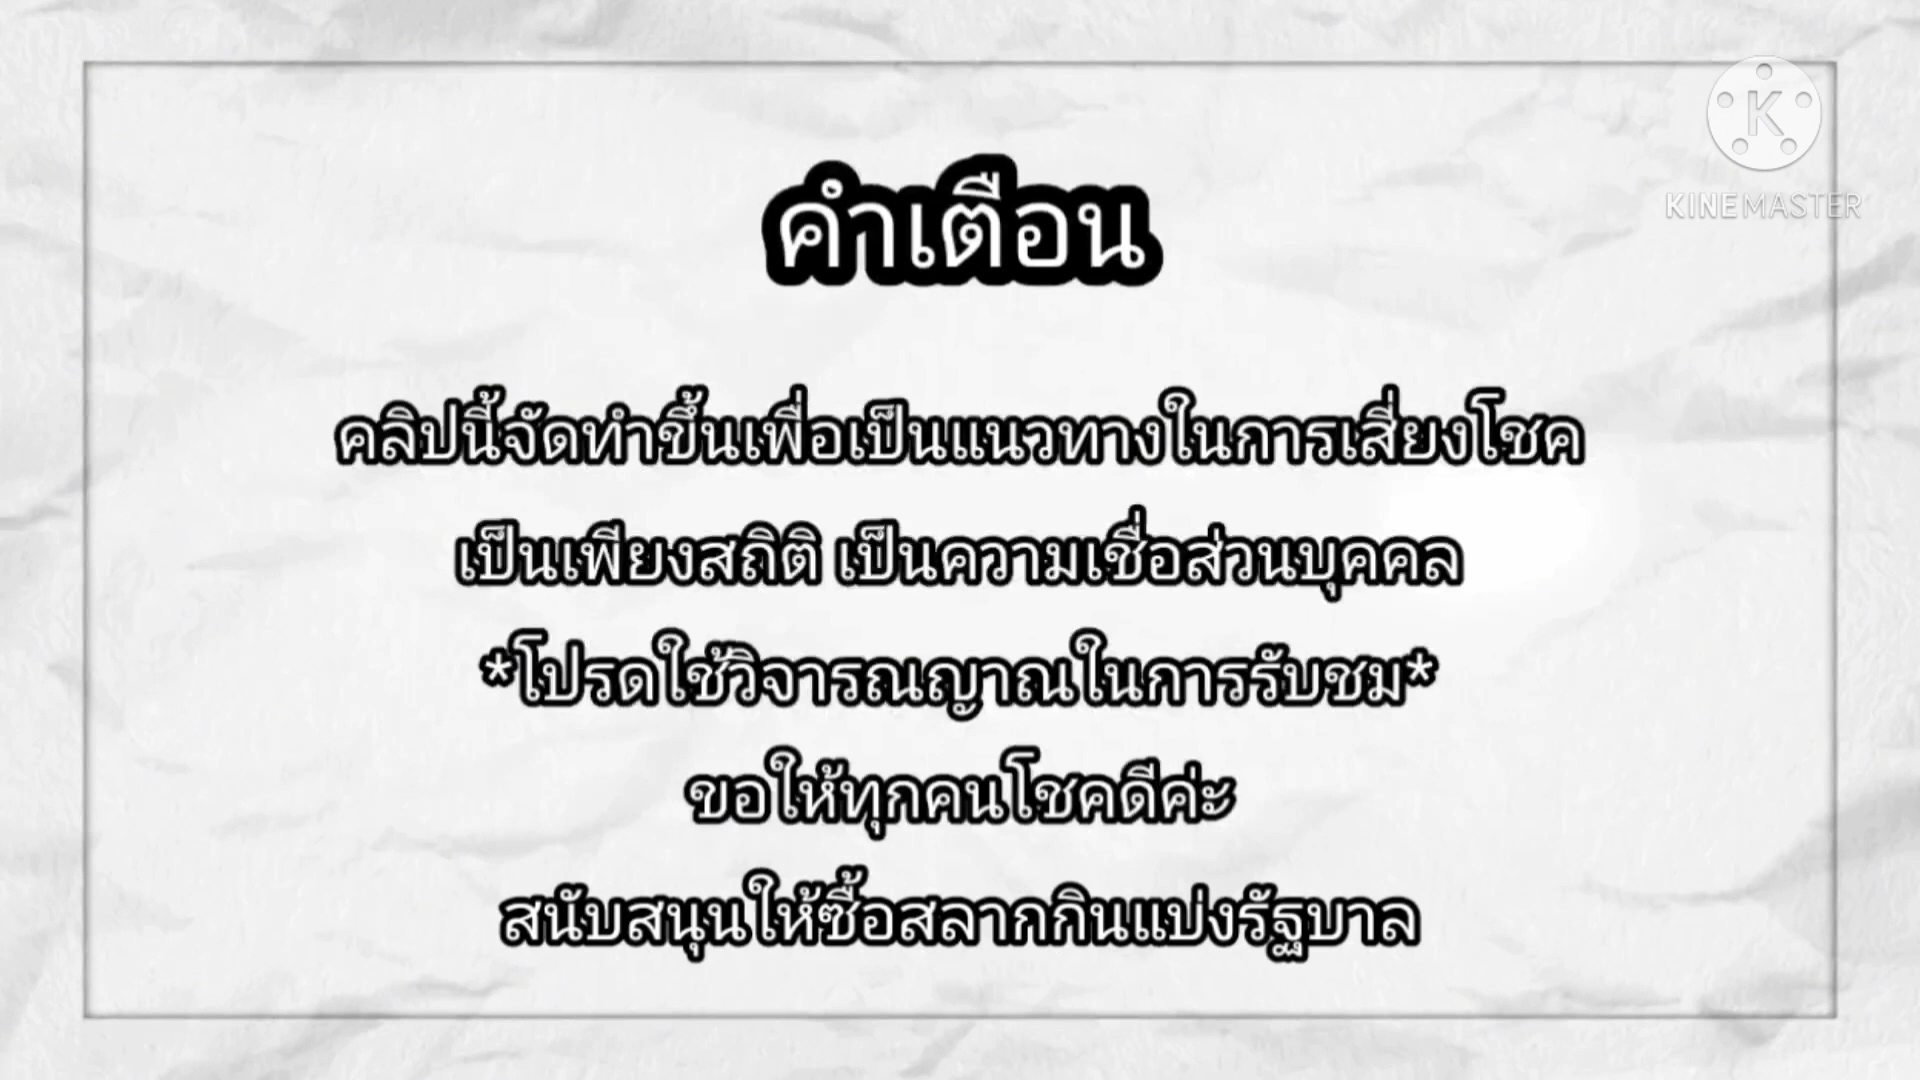 KINEMASTER
คำเตือน
คลิปนี้จัดทำขึ้นเพื่อเป็นแนวทางในการเสี่ยงโชค
เป็นเพียงสถิติ เป็นความเชื่อส่วนบุคคล
*โปรดใช้วิจารณญาณในการรับชม*
ขอให้ทุกคนโชคดีค่ะ
สนับสนุนให้ซื้อสลากกินแบ่งรัฐบาล